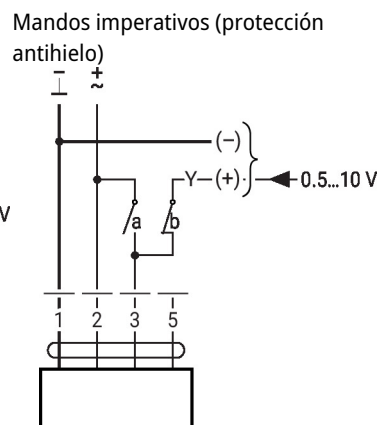 Mandos imperativos (protección
antihielo)
– +
⊥ ~
(–)
Y (+) 0.5...10 V
V
a b
1 2 3 5